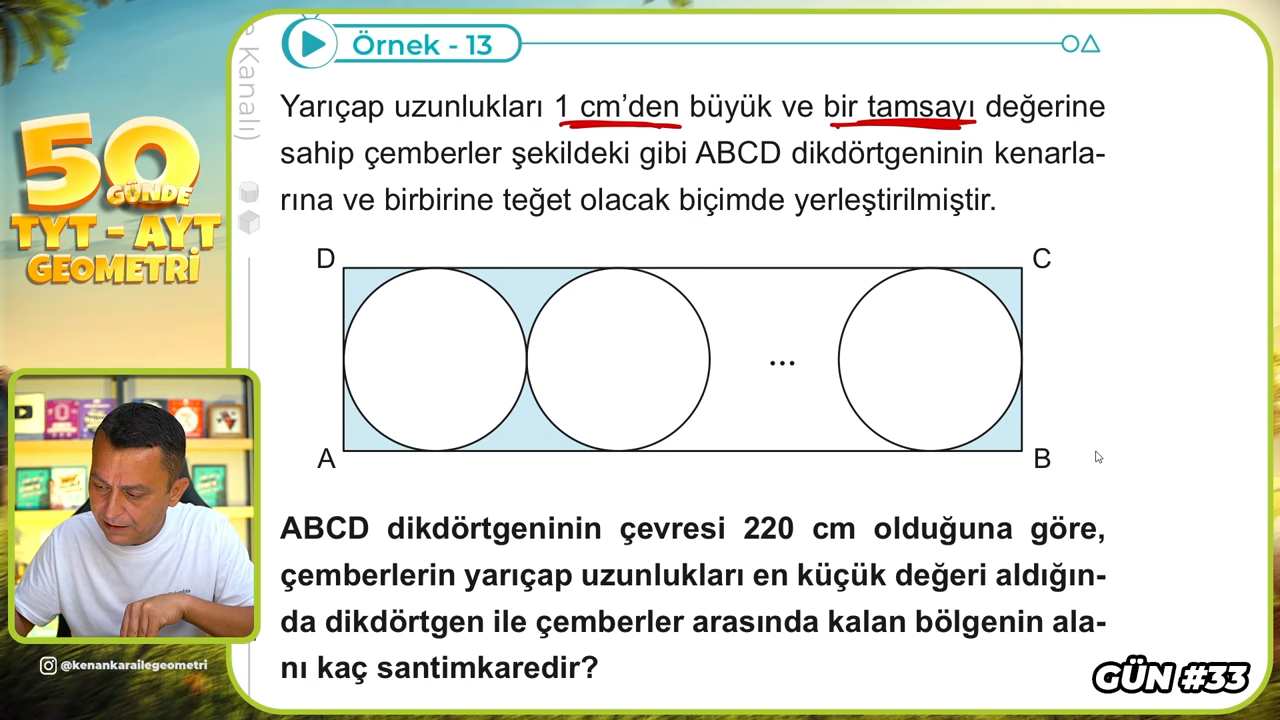 50
GÜNDE
TYT - AYT
GEOMETRİ
Kanalı)
Örnek - 13
Yarıçap uzunlukları 1 cm’den büyük ve bir tamsayı değerine
sahip çemberler şekildeki gibi ABCD dikdörtgeninin kenarla-
rına ve birbirine teğet olacak biçimde yerleştirilmiştir.
D
C
...
A
B
ABCD dikdörtgeninin çevresi 220 cm olduğuna göre,
çemberlerin yarıçap uzunlukları en küçük değeri aldığın-
da dikdörtgen ile çemberler arasında kalan bölgenin ala-
nı kaç santimkaredir?
@kenankarailegeometri
GÜN #33